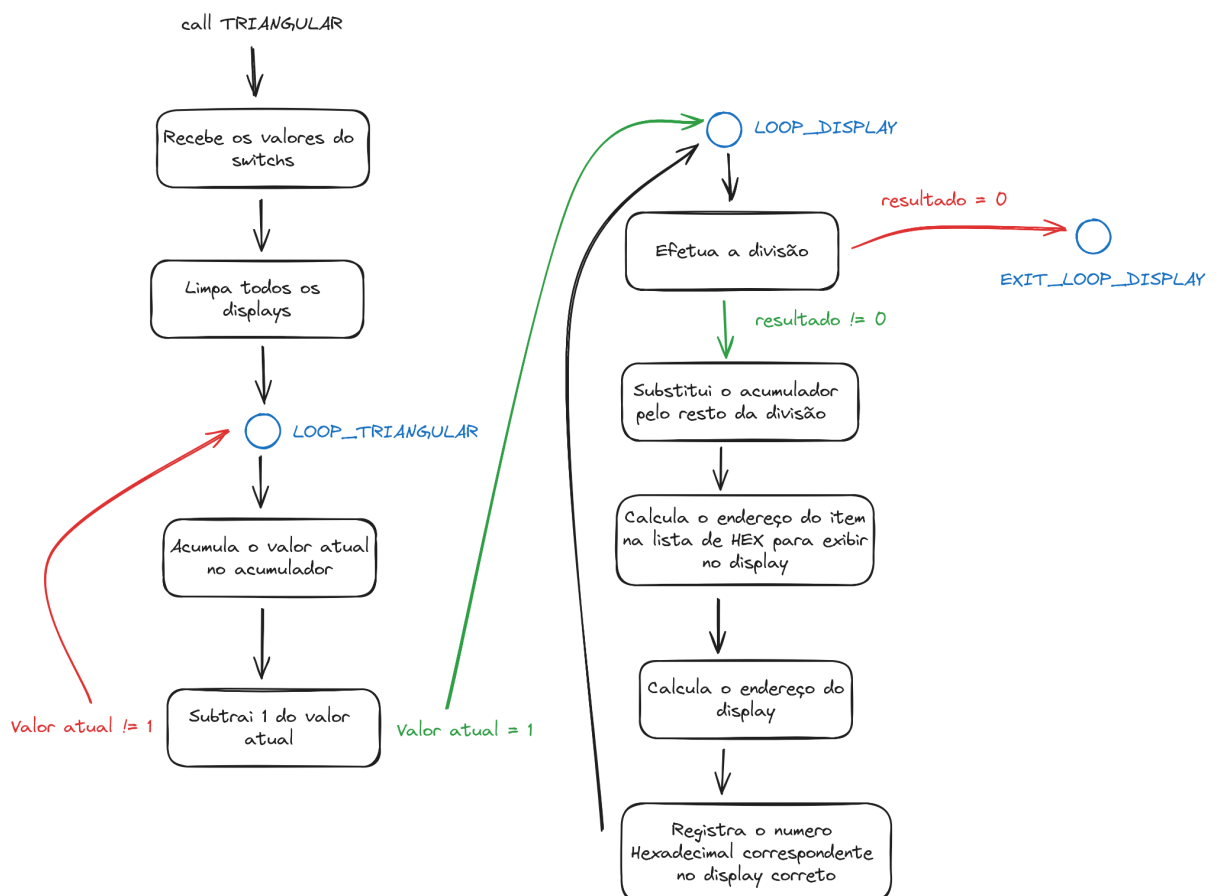 call TRIANGULAR
Recebe os valores do
switchs
Limpa todos os
displays
LOOP_TRIANGULAR
Acumula o valor atual
no acumulador
Subtrai 1 do valor
atual
Valor atual != 1
Valor atual = 1
LOOP_DISPLAY
Efetua a divisão
resultado = 0
EXIT_LOOP_DISPLAY
resultado != 0
Substitui o acumulador
pelo resto da divisão
Calcula o endereço do item
na lista de HEX para exibir
no display
Calcula o endereço do
display
Registra o numero
Hexadecimal correspondente
no display correto